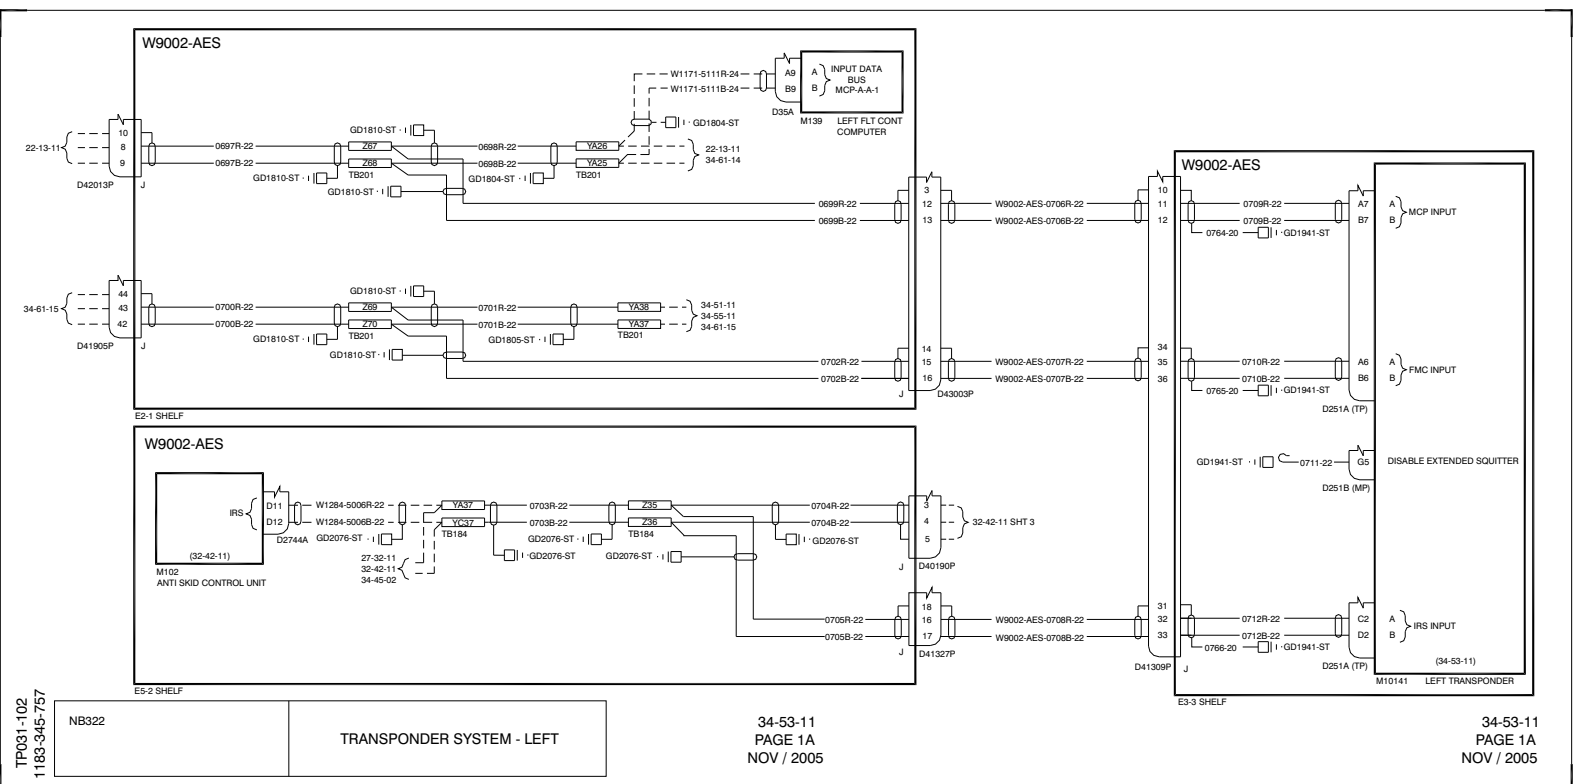 W9002-AES
W1171-5111R-24
W1171-5111B-24
A9
B9
A
B
INPUT DATA
BUS
MCP-A-A-1
D35A
M139
LEFT FLT CONT
COMPUTER
GD1804-ST
GD1810-ST
10
8
9
22-13-11
D42013P
J
0697R-22
0697B-22
Z67
Z68
TB201
GD1810-ST
GD1810-ST
0698R-22
0698B-22
GD1804-ST
YA26
YA25
TB201
22-13-11
34-61-14
0699R-22
0699B-22
3
12
13
W9002-AES-0706R-22
W9002-AES-0706B-22
34-61-15
44
43
42
D41905P
J
0700R-22
0700B-22
GD1810-ST
Z69
Z70
TB201
GD1810-ST
GD1810-ST
0701R-22
0701B-22
GD1805-ST
YA38
YA37
TB201
34-51-11
34-55-11
34-61-15
0702R-22
0702B-22
14
15
16
J
D43003P
W9002-AES-0707R-22
W9002-AES-0707B-22
E2-1 SHELF
W9002-AES
10
11
12
0709R-22
0709B-22
0764-20
GD1941-ST
A7
B7
A
B
MCP INPUT
34
35
36
0710R-22
0710B-22
0765-20
GD1941-ST
A6
B6
A
B
FMC INPUT
D251A (TP)
GD1941-ST
0711-22
G5
DISABLE EXTENDED SQUITTER
D251B (MP)
31
32
33
0712R-22
0712B-22
0766-20
GD1941-ST
C2
D2
A
B
IRS INPUT
D41309P
J
D251A (TP)
(34-53-11)
M10141
LEFT TRANSPONDER
E3-3 SHELF
W9002-AES
IRS
D11
D12
(32-42-11)
M102
ANTI SKID CONTROL UNIT
D2744A
W1284-5006R-22
W1284-5006B-22
GD2076-ST
YA37
YC37
TB184
27-32-11
32-42-11
34-45-02
0703R-22
0703B-22
GD2076-ST
GD2076-ST
Z35
Z36
TB184
GD2076-ST
0704R-22
0704B-22
GD2076-ST
3
4
5
32-42-11 SHT 3
J
D40190P
0705R-22
0705B-22
18
16
17
J
D41327P
W9002-AES-0708R-22
W9002-AES-0708B-22
E5-2 SHELF
TP031-102
1183-345-757
NB322
TRANSPONDER SYSTEM - LEFT
34-53-11
PAGE 1A
NOV / 2005
34-53-11
PAGE 1A
NOV / 2005